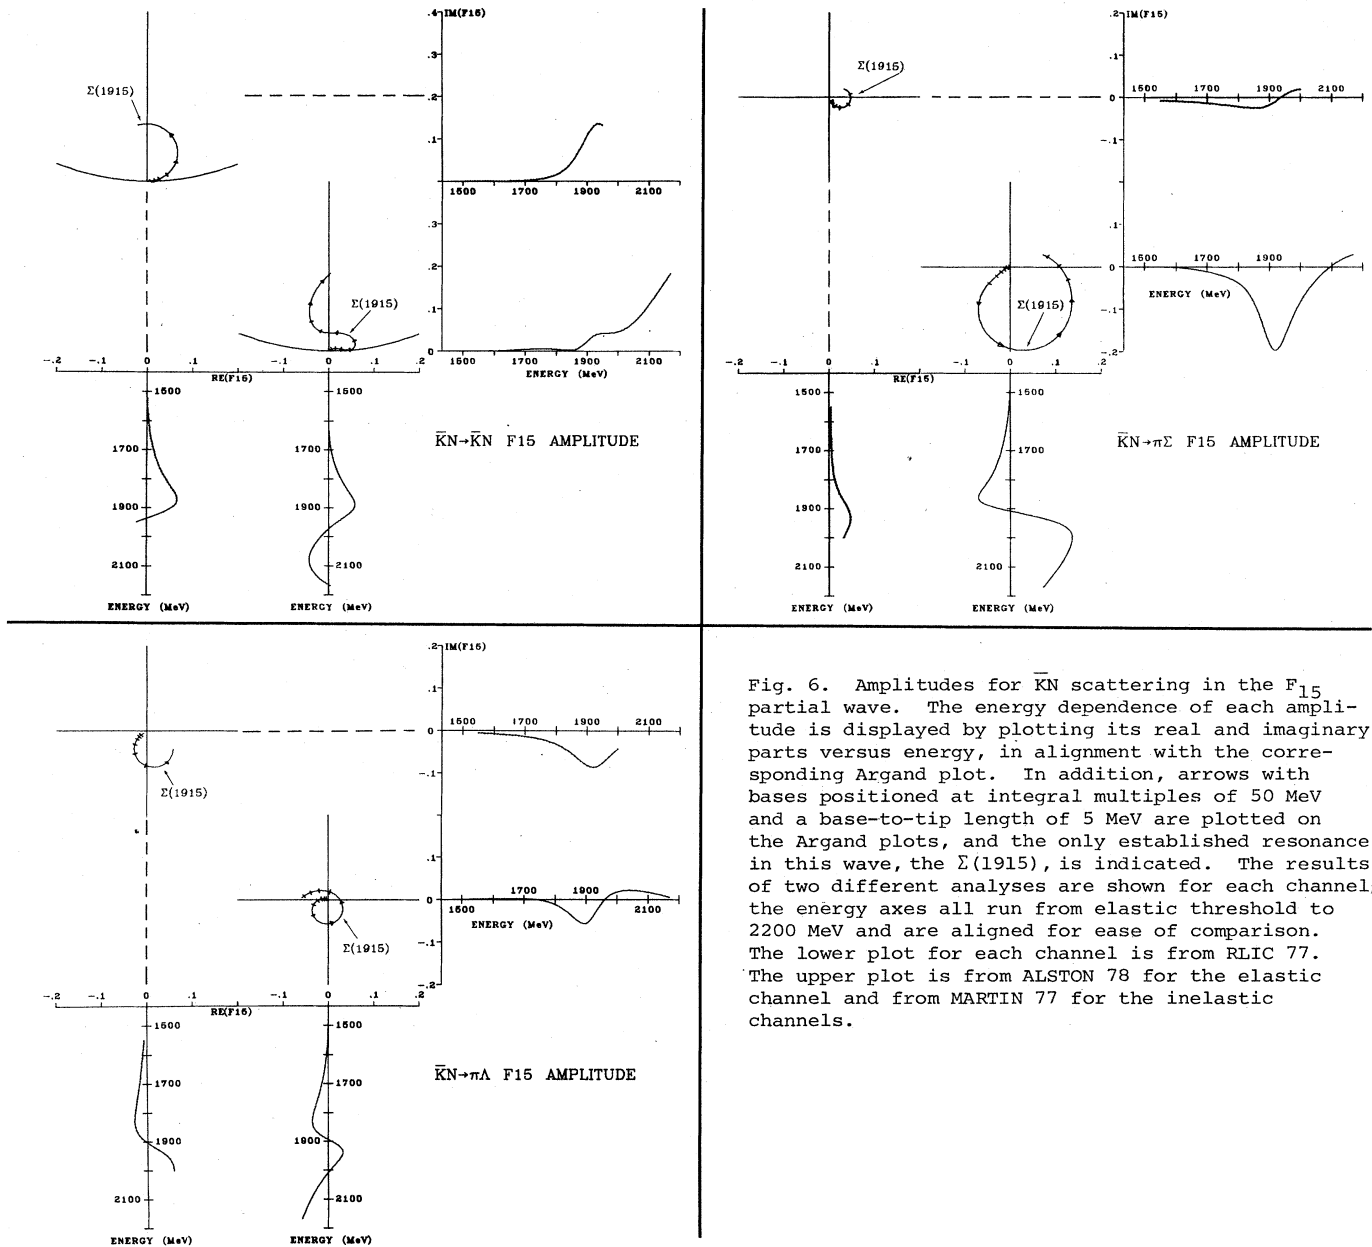 .4 IM(F15)
.3
.2
.1
1500 1700 1900 2100
Σ(1915)
.3
.2
.1
0
1500 1700 1900 2100
ENERGY (MeV)
Σ(1915)
-.2 -.1 0 .1 -.1 0 .1 .2
RE(F15)
1500
1700
1900
2100
ENERGY (MeV)
1500
1700
1900
2100
ENERGY (MeV)
K̅N→K̅N F15 AMPLITUDE
.2 IM(F15)
.1
0
-.1
1500 1700 1900 2100
Σ(1915)
.1
0
-.1
-.2
1500 1700 1900 2100
ENERGY (MeV)
Σ(1915)
-.2 -.1 0 .1 -.1 0 .1 .2
RE(F15)
1500
1700
1900
2100
ENERGY (MeV)
1500
1700
2100
ENERGY (MeV)
K̅N→πΣ F15 AMPLITUDE
.2 IM(F15)
.1
0
-.1
1500 1700 1900 2100
Σ(1915)
.1
0
-.1
-.2
1500 1700 1900 2100
ENERGY (MeV)
Σ(1915)
-.2 -.1 0 .1 -.1 0 .1 .2
RE(F15)
1500
1700
1900
2100
ENERGY (MeV)
1500
1700
1900
2100
ENERGY (MeV)
K̅N→πΛ F15 AMPLITUDE
Fig. 6. Amplitudes for K̅N scattering in the F₁₅
partial wave. The energy dependence of each ampli-
tude is displayed by plotting its real and imaginary
parts versus energy, in alignment with the corre-
sponding Argand plot. In addition, arrows with
bases positioned at integral multiples of 50 MeV
and a base-to-tip length of 5 MeV are plotted on
the Argand plots, and the only established resonance
in this wave, the Σ(1915), is indicated. The results
of two different analyses are shown for each channel;
the energy axes all run from elastic threshold to
2200 MeV and are aligned for ease of comparison.
The lower plot for each channel is from RLIC 77.
The upper plot is from ALSTON 78 for the elastic
channel and from MARTIN 77 for the inelastic
channels.